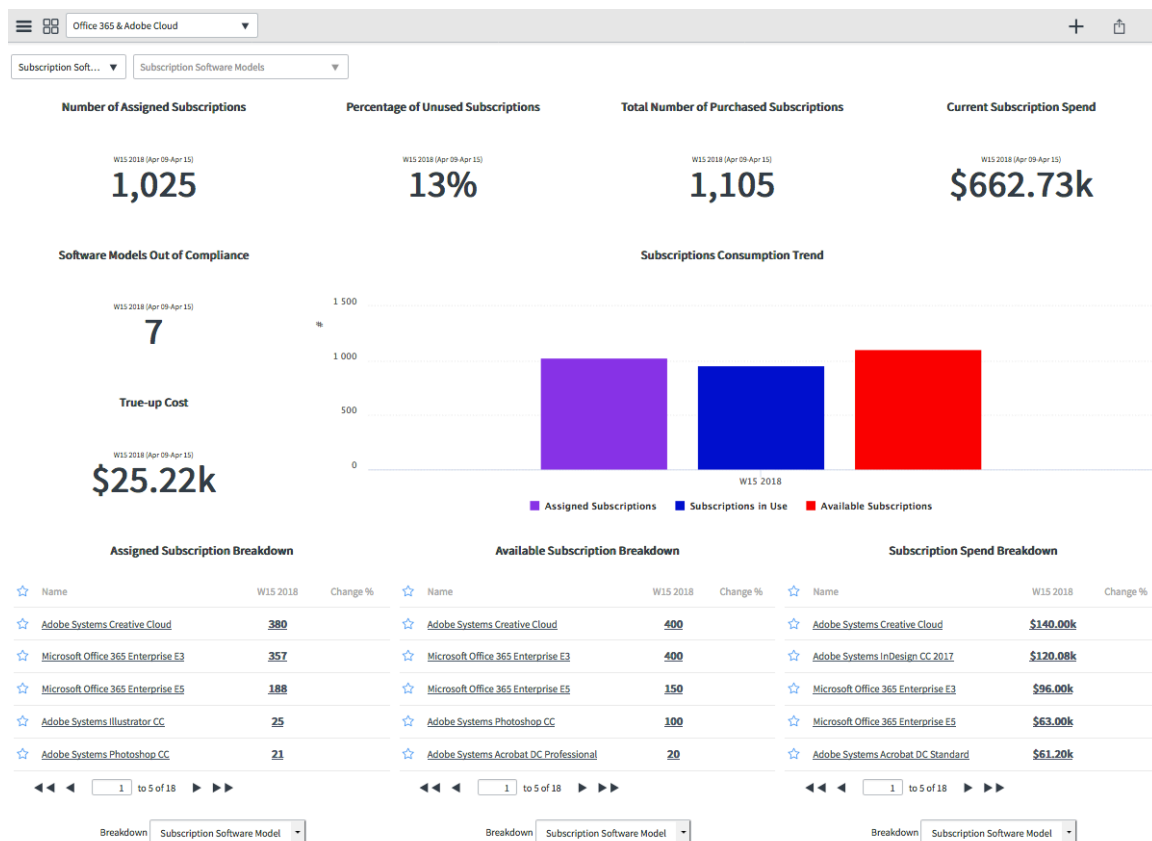 Office 365 & Adobe Cloud
Subscription Soft... Subscription Software Models
Number of Assigned Subscriptions Percentage of Unused Subscriptions Total Number of Purchased Subscriptions Current Subscription Spend
W15 2018 (Apr 09-Apr 15) W15 2018 (Apr 09-Apr 15) W15 2018 (Apr 09-Apr 15) W15 2018 (Apr 09-Apr 15)
1,025 13% 1,105 $662.73k
Software Models Out of Compliance
W15 2018 (Apr 09-Apr 15)
7
True-up Cost
W15 2018 (Apr 09-Apr 15)
$25.22k
Subscriptions Consumption Trend
#
1 500
1 000
500
0
W15 2018
Assigned Subscriptions Subscriptions in Use Available Subscriptions
Assigned Subscription Breakdown
Name W15 2018 Change %
Adobe Systems Creative Cloud 380
Microsoft Office 365 Enterprise E3 357
Microsoft Office 365 Enterprise E5 188
Adobe Systems Illustrator CC 25
Adobe Systems Photoshop CC 21
1 to 5 of 18
Breakdown Subscription Software Model
Available Subscription Breakdown
Name W15 2018 Change %
Adobe Systems Creative Cloud 400
Microsoft Office 365 Enterprise E3 400
Microsoft Office 365 Enterprise E5 150
Adobe Systems Photoshop CC 100
Adobe Systems Acrobat DC Professional 20
1 to 5 of 18
Breakdown Subscription Software Model
Subscription Spend Breakdown
Name W15 2018 Change %
Adobe Systems Creative Cloud $140.00k
Adobe Systems InDesign CC 2017 $120.08k
Microsoft Office 365 Enterprise E3 $96.00k
Microsoft Office 365 Enterprise E5 $63.00k
Adobe Systems Acrobat DC Standard $61.20k
1 to 5 of 18
Breakdown Subscription Software Model